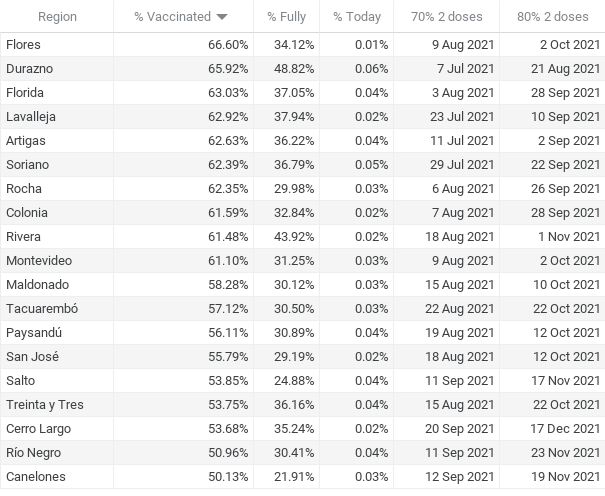 Region % Vaccinated % Fully % Today 70% 2 doses 80% 2 doses
Flores 66.60% 34.12% 0.01% 9 Aug 2021 2 Oct 2021
Durazno 65.92% 48.82% 0.06% 7 Jul 2021 21 Aug 2021
Florida 63.03% 37.05% 0.04% 3 Aug 2021 28 Sep 2021
Lavalleja 62.92% 37.94% 0.02% 23 Jul 2021 10 Sep 2021
Artigas 62.63% 36.22% 0.04% 11 Jul 2021 2 Sep 2021
Soriano 62.39% 36.79% 0.05% 29 Jul 2021 22 Sep 2021
Rocha 62.35% 29.98% 0.03% 6 Aug 2021 26 Sep 2021
Colonia 61.59% 32.84% 0.02% 7 Aug 2021 28 Sep 2021
Rivera 61.48% 43.92% 0.02% 18 Aug 2021 1 Nov 2021
Montevideo 61.10% 31.25% 0.03% 9 Aug 2021 2 Oct 2021
Maldonado 58.28% 30.12% 0.03% 15 Aug 2021 10 Oct 2021
Tacuarembó 57.12% 30.50% 0.03% 22 Aug 2021 22 Oct 2021
Paysandú 56.11% 30.89% 0.04% 19 Aug 2021 12 Oct 2021
San José 55.79% 29.19% 0.02% 18 Aug 2021 12 Oct 2021
Salto 53.85% 24.88% 0.04% 11 Sep 2021 17 Nov 2021
Treinta y Tres 53.75% 36.16% 0.04% 15 Aug 2021 22 Oct 2021
Cerro Largo 53.68% 35.24% 0.02% 20 Sep 2021 17 Dec 2021
Río Negro 50.96% 30.41% 0.04% 11 Sep 2021 23 Nov 2021
Canelones 50.13% 21.91% 0.03% 12 Sep 2021 19 Nov 2021